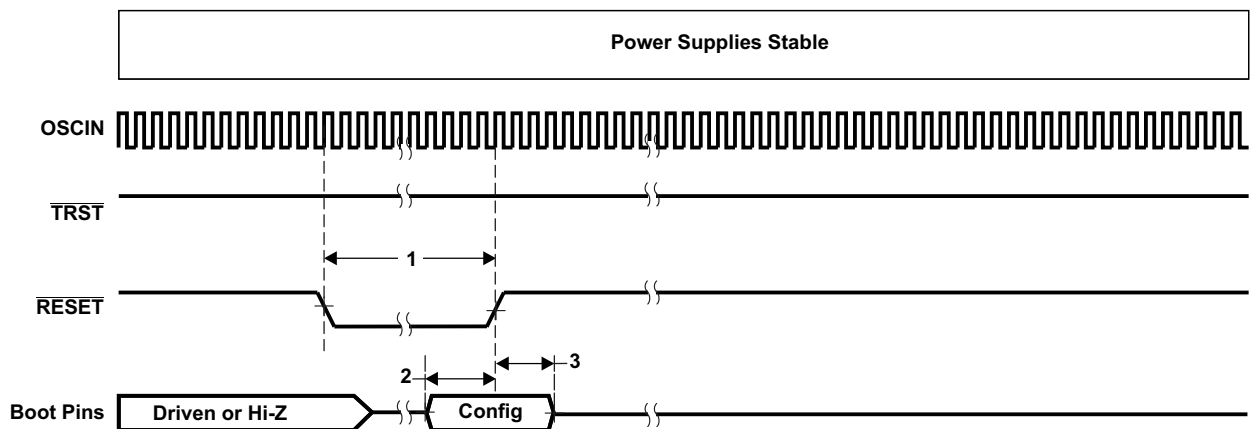 Power Supplies Stable
OSCIN
TRST
1
RESET
2
3
Boot Pins
Driven or Hi-Z
Config